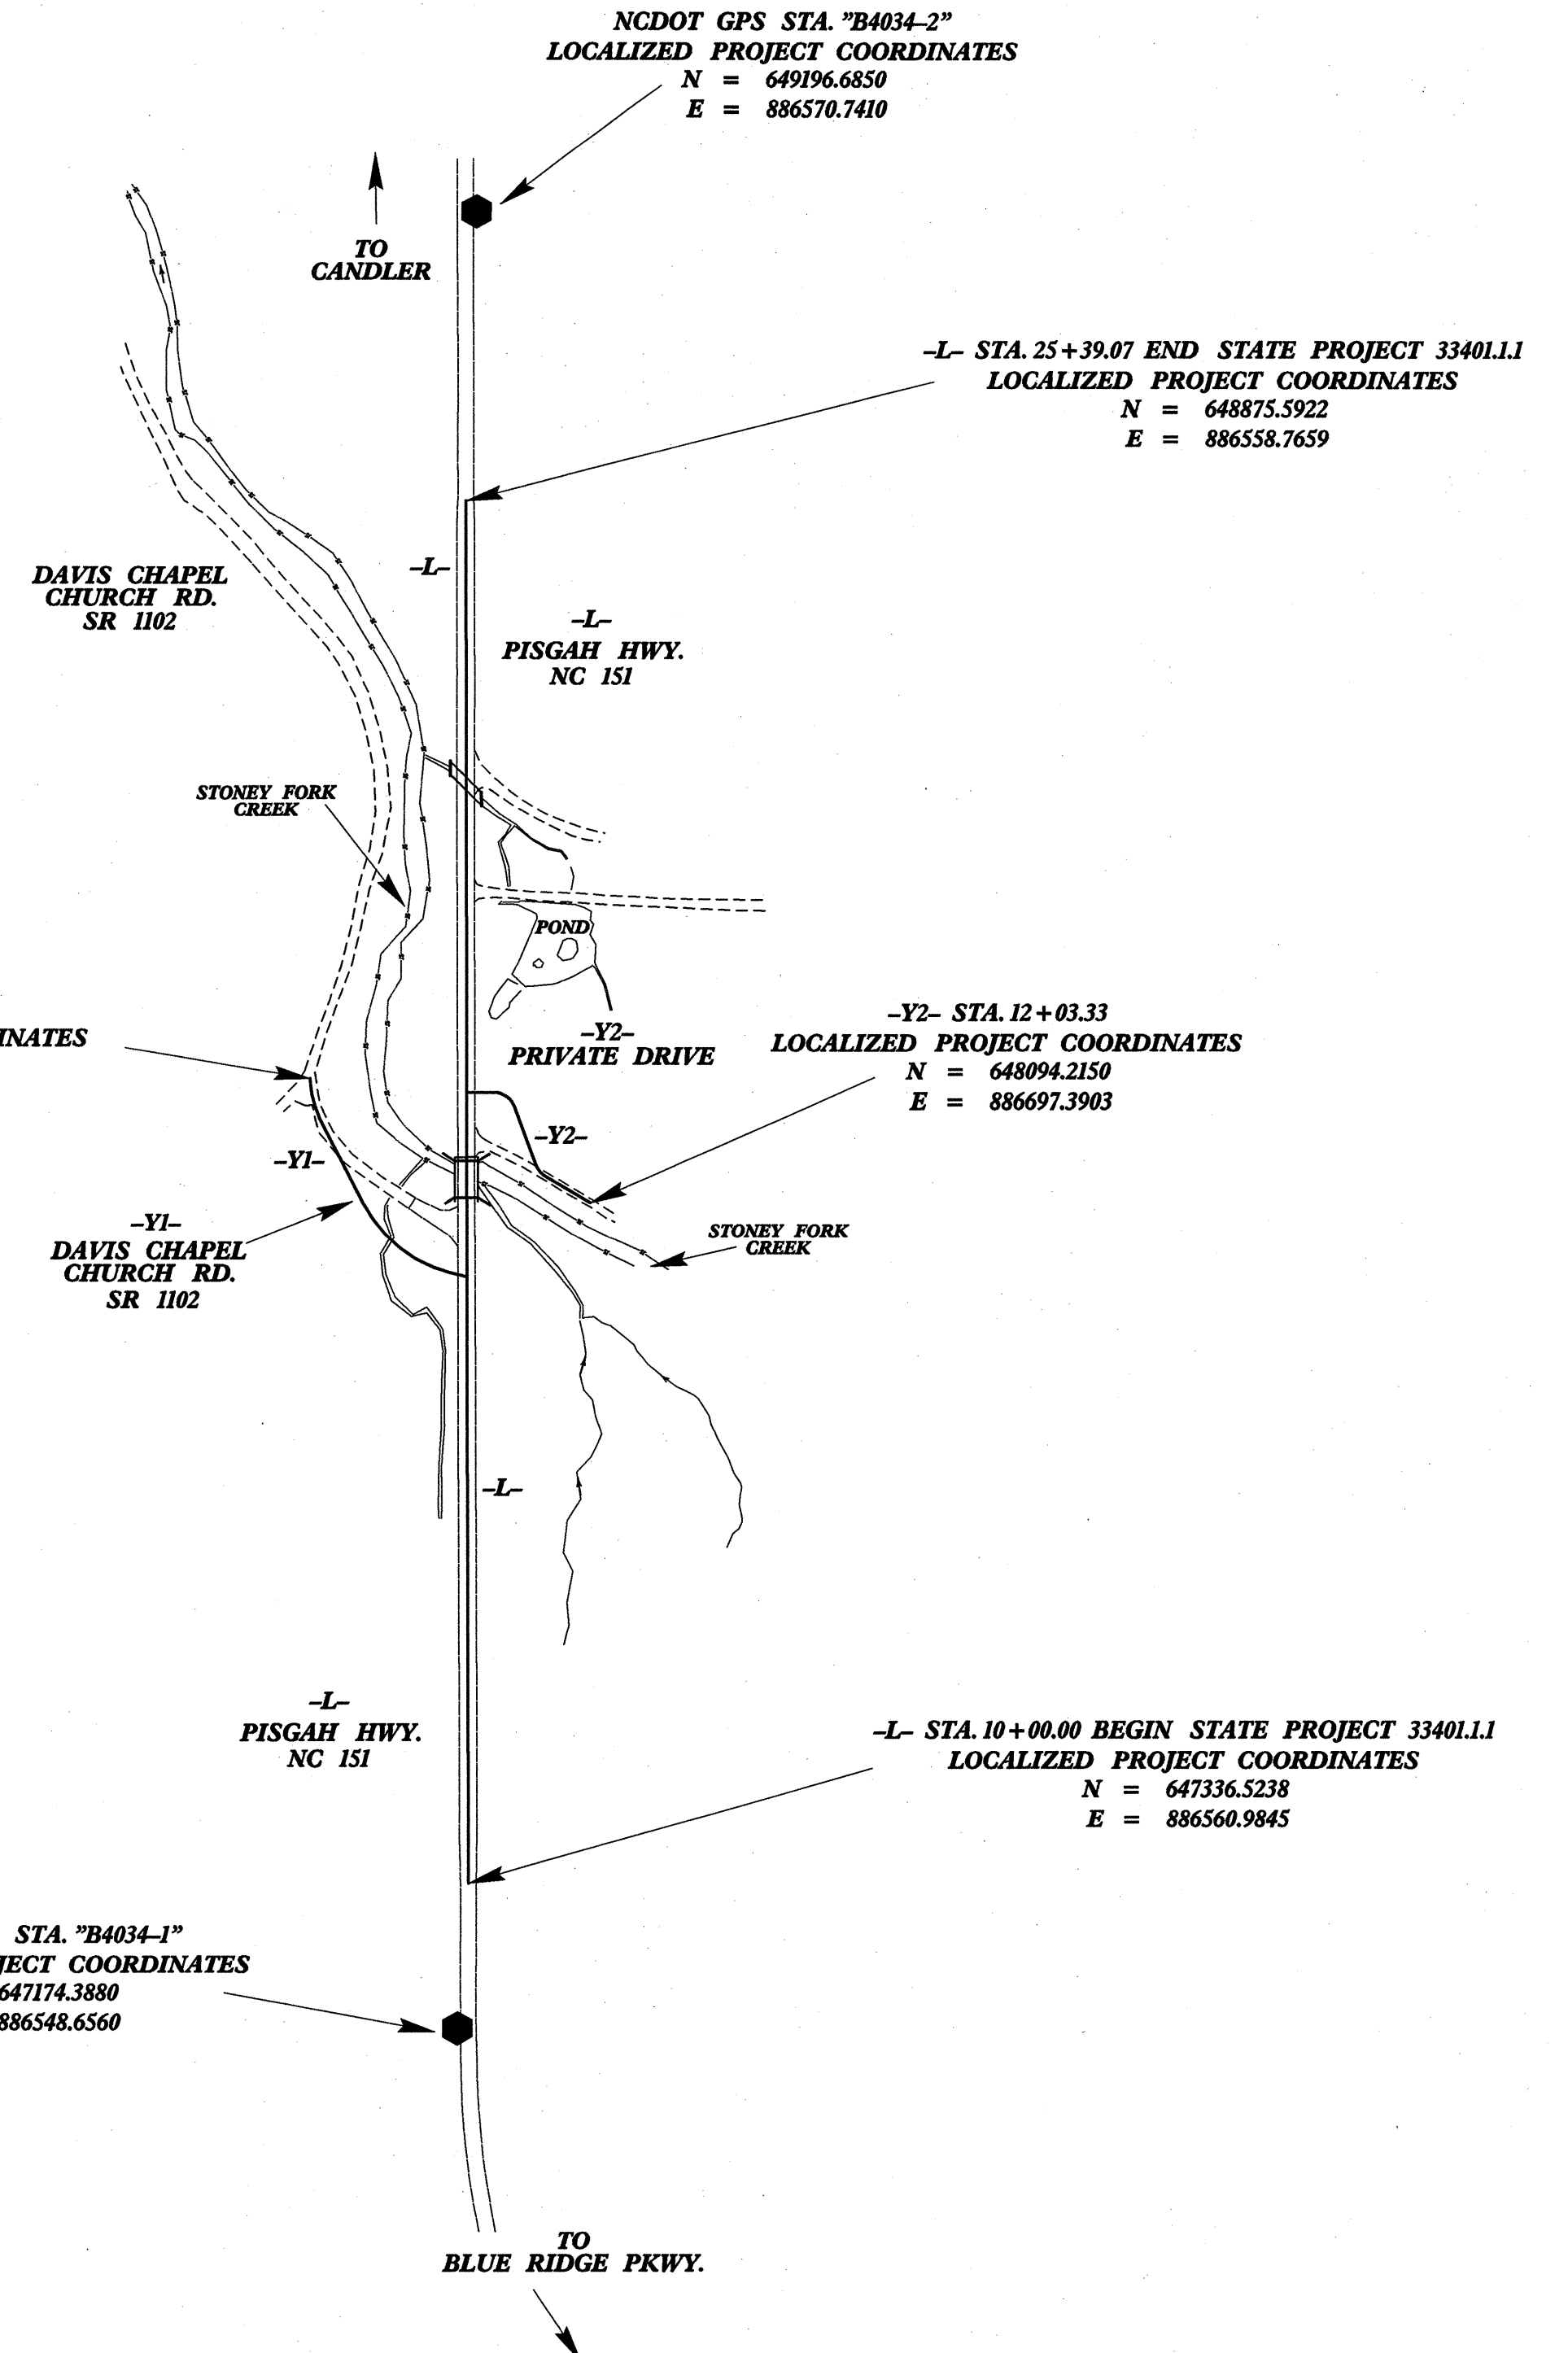 NCDOT GPS STA. "B4034-2"
LOCALIZED PROJECT COORDINATES
N = 649196.6850
E = 886570.7410
TO
CANDLER
-L- STA. 25+39.07 END STATE PROJECT 33401.1.1
LOCALIZED PROJECT COORDINATES
N = 648875.5922
E = 886558.7659
-L-
DAVIS CHAPEL
CHURCH RD.
SR 1102
-L-
PISGAH HWY.
NC 151
STONEY FORK
CREEK
POND
-Y2-
PRIVATE DRIVE
INATES
-Y2- STA. 12+03.33
LOCALIZED PROJECT COORDINATES
N = 648094.2150
E = 886697.3903
-Y2-
-Y1-
-Y1-
DAVIS CHAPEL
CHURCH RD.
SR 1102
STONEY FORK
CREEK
-L-
-L-
PISGAH HWY.
NC 151
-L- STA. 10+00.00 BEGIN STATE PROJECT 33401.1.1
LOCALIZED PROJECT COORDINATES
N = 647336.5238
E = 886560.9845
STA. "B4034-1"
JECT COORDINATES
647174.3880
886548.6560
TO
BLUE RIDGE PKWY.